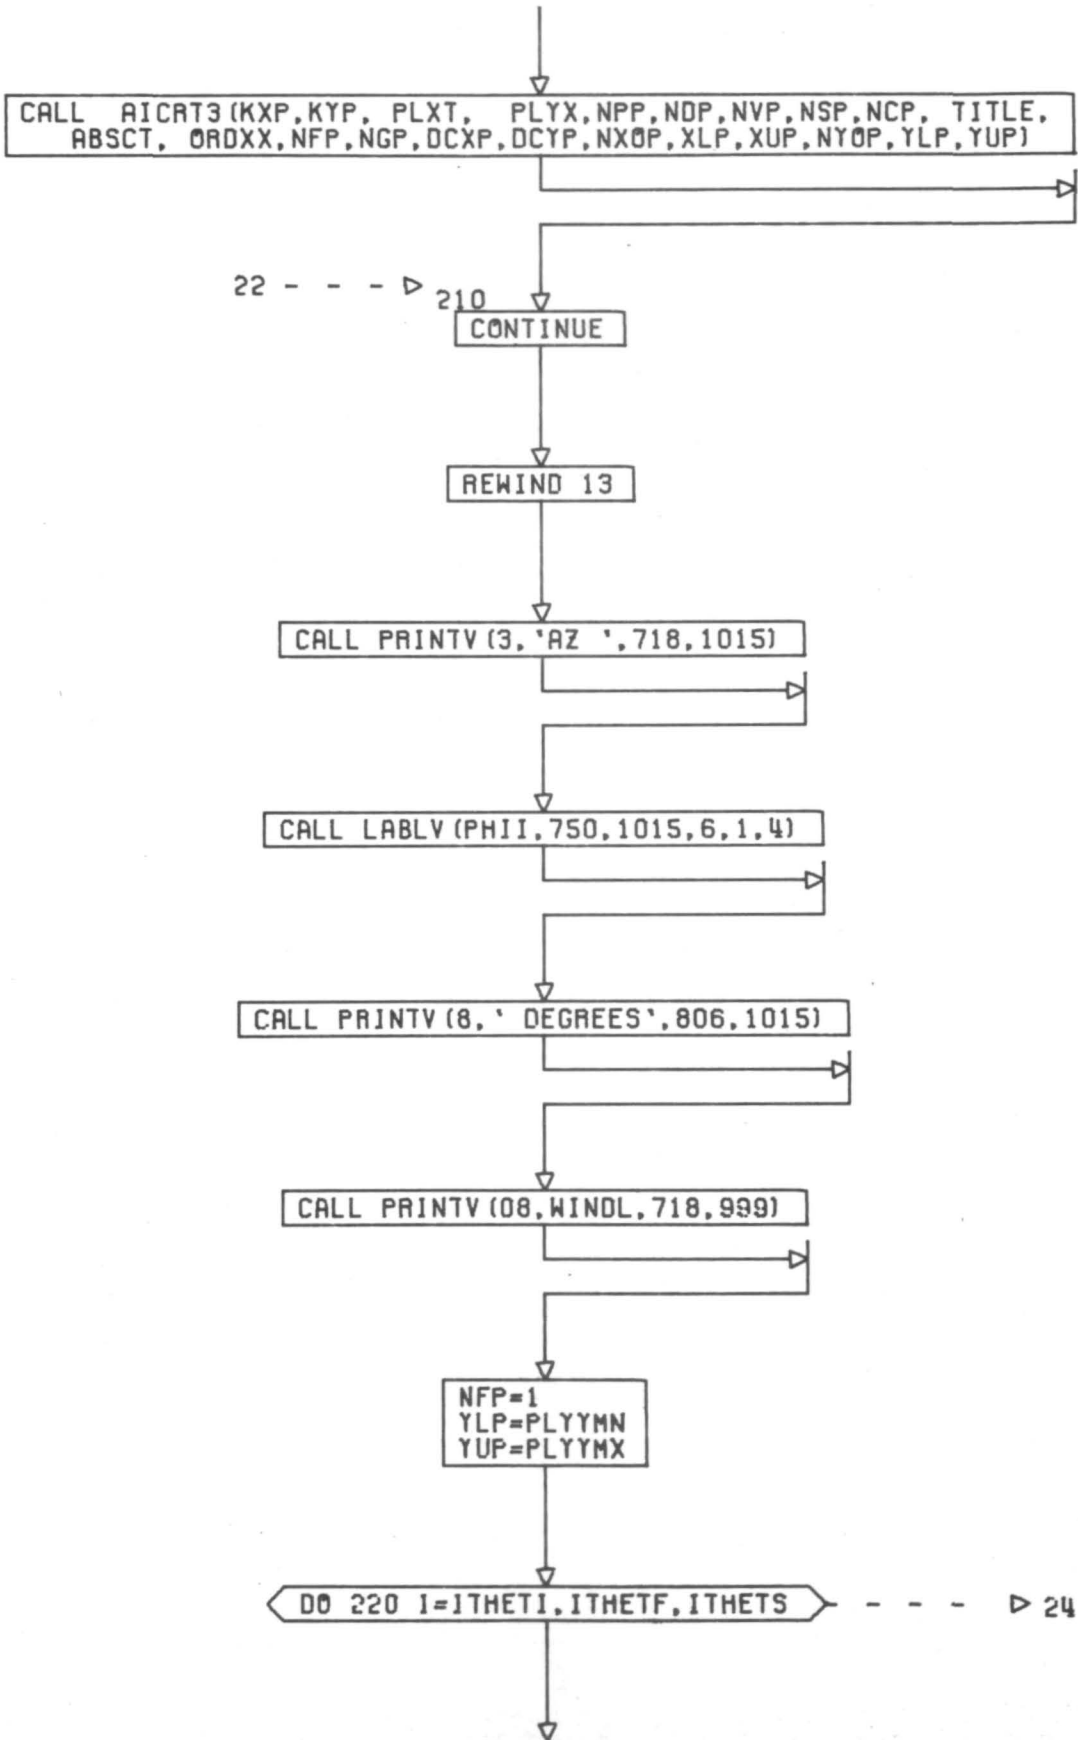 CALL AICRT3(KXP,KYP, PLXT, PLYX,NPP,NDP,NVP,NSP,NCP, TITLE,
ABSCT, ORDXX,NFP,NGP,DCXP,DCYP,NXOP,XLP,XUP,NYOP,YLP,YUP)
22
210
CONTINUE
REWIND 13
CALL PRINTV(3,'AZ ',718,1015)
CALL LABLV(PHII,750,1015,6,1,4)
CALL PRINTV(8,' DEGREES',806,1015)
CALL PRINTV(08,WINDL,718,999)
NFP=1
YLP=PLYYMN
YUP=PLYYMX
DO 220 I=ITHETI,ITHETF,ITHETS
24